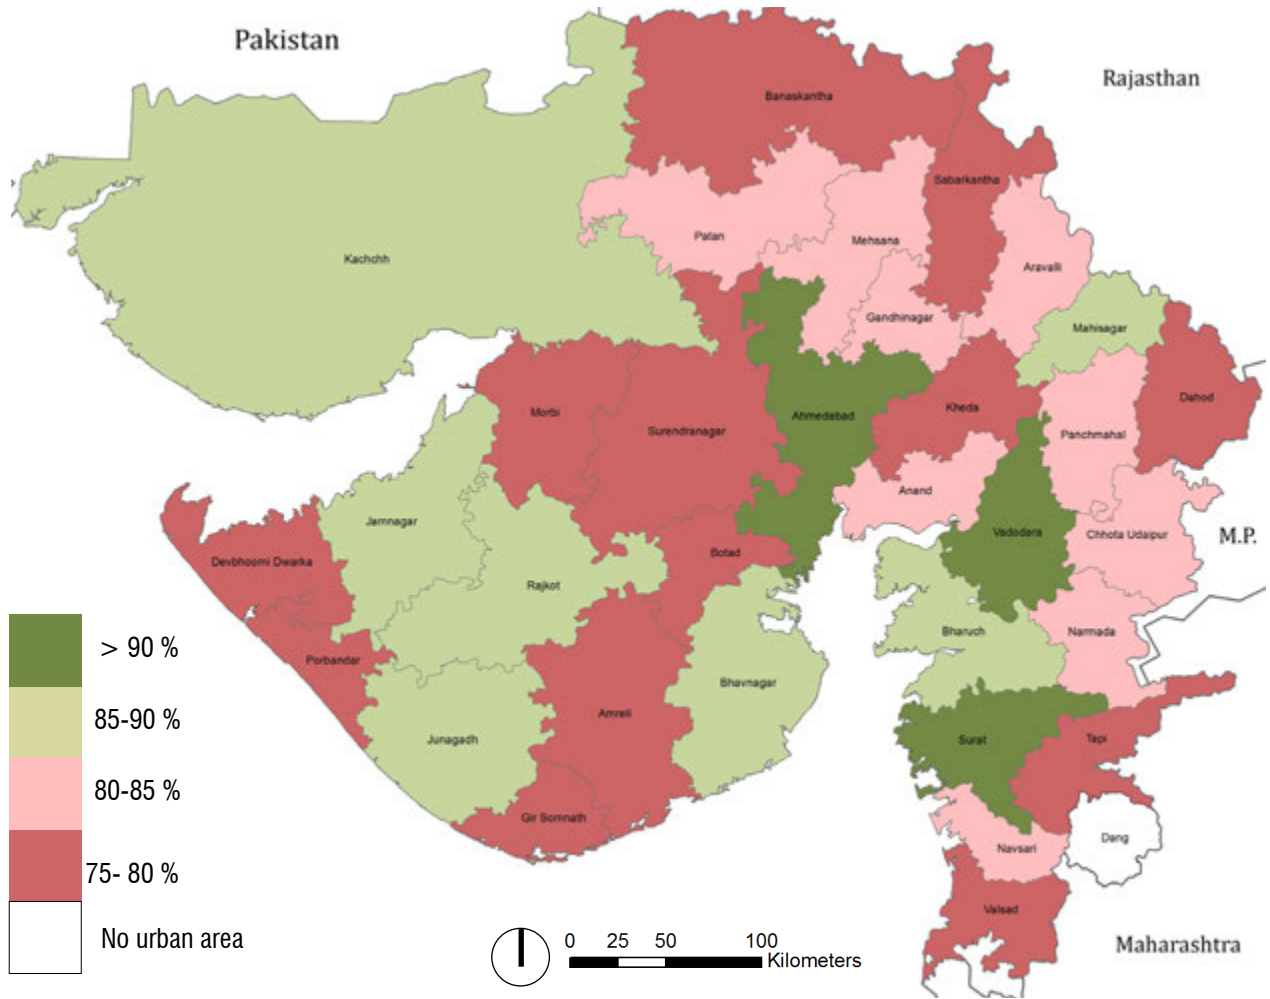 Pakistan
Rajasthan
Banaskantha
Sabarkantha
Patan
Mehsana
Kachchh
Aravalli
Gandhinagar
Mahisagar
Dahod
Kheda
Morbi
Ahmedabad
Surendranagar
Panchmahal
Anand
Jamnagar
Vadodara
Chhota Udaipur
M.P.
Botad
Devbhoomi Dwarka
Rajkot
Bharuch
Narmada
> 90 %
Porbandar
Bhavnagar
Amreli
85-90 %
Junagadh
Surat
Tapi
80-85 %
Gir Somnath
Dang
Navsari
75- 80 %
Valsad
No urban area
0 25 50 100
Kilometers
Maharashtra